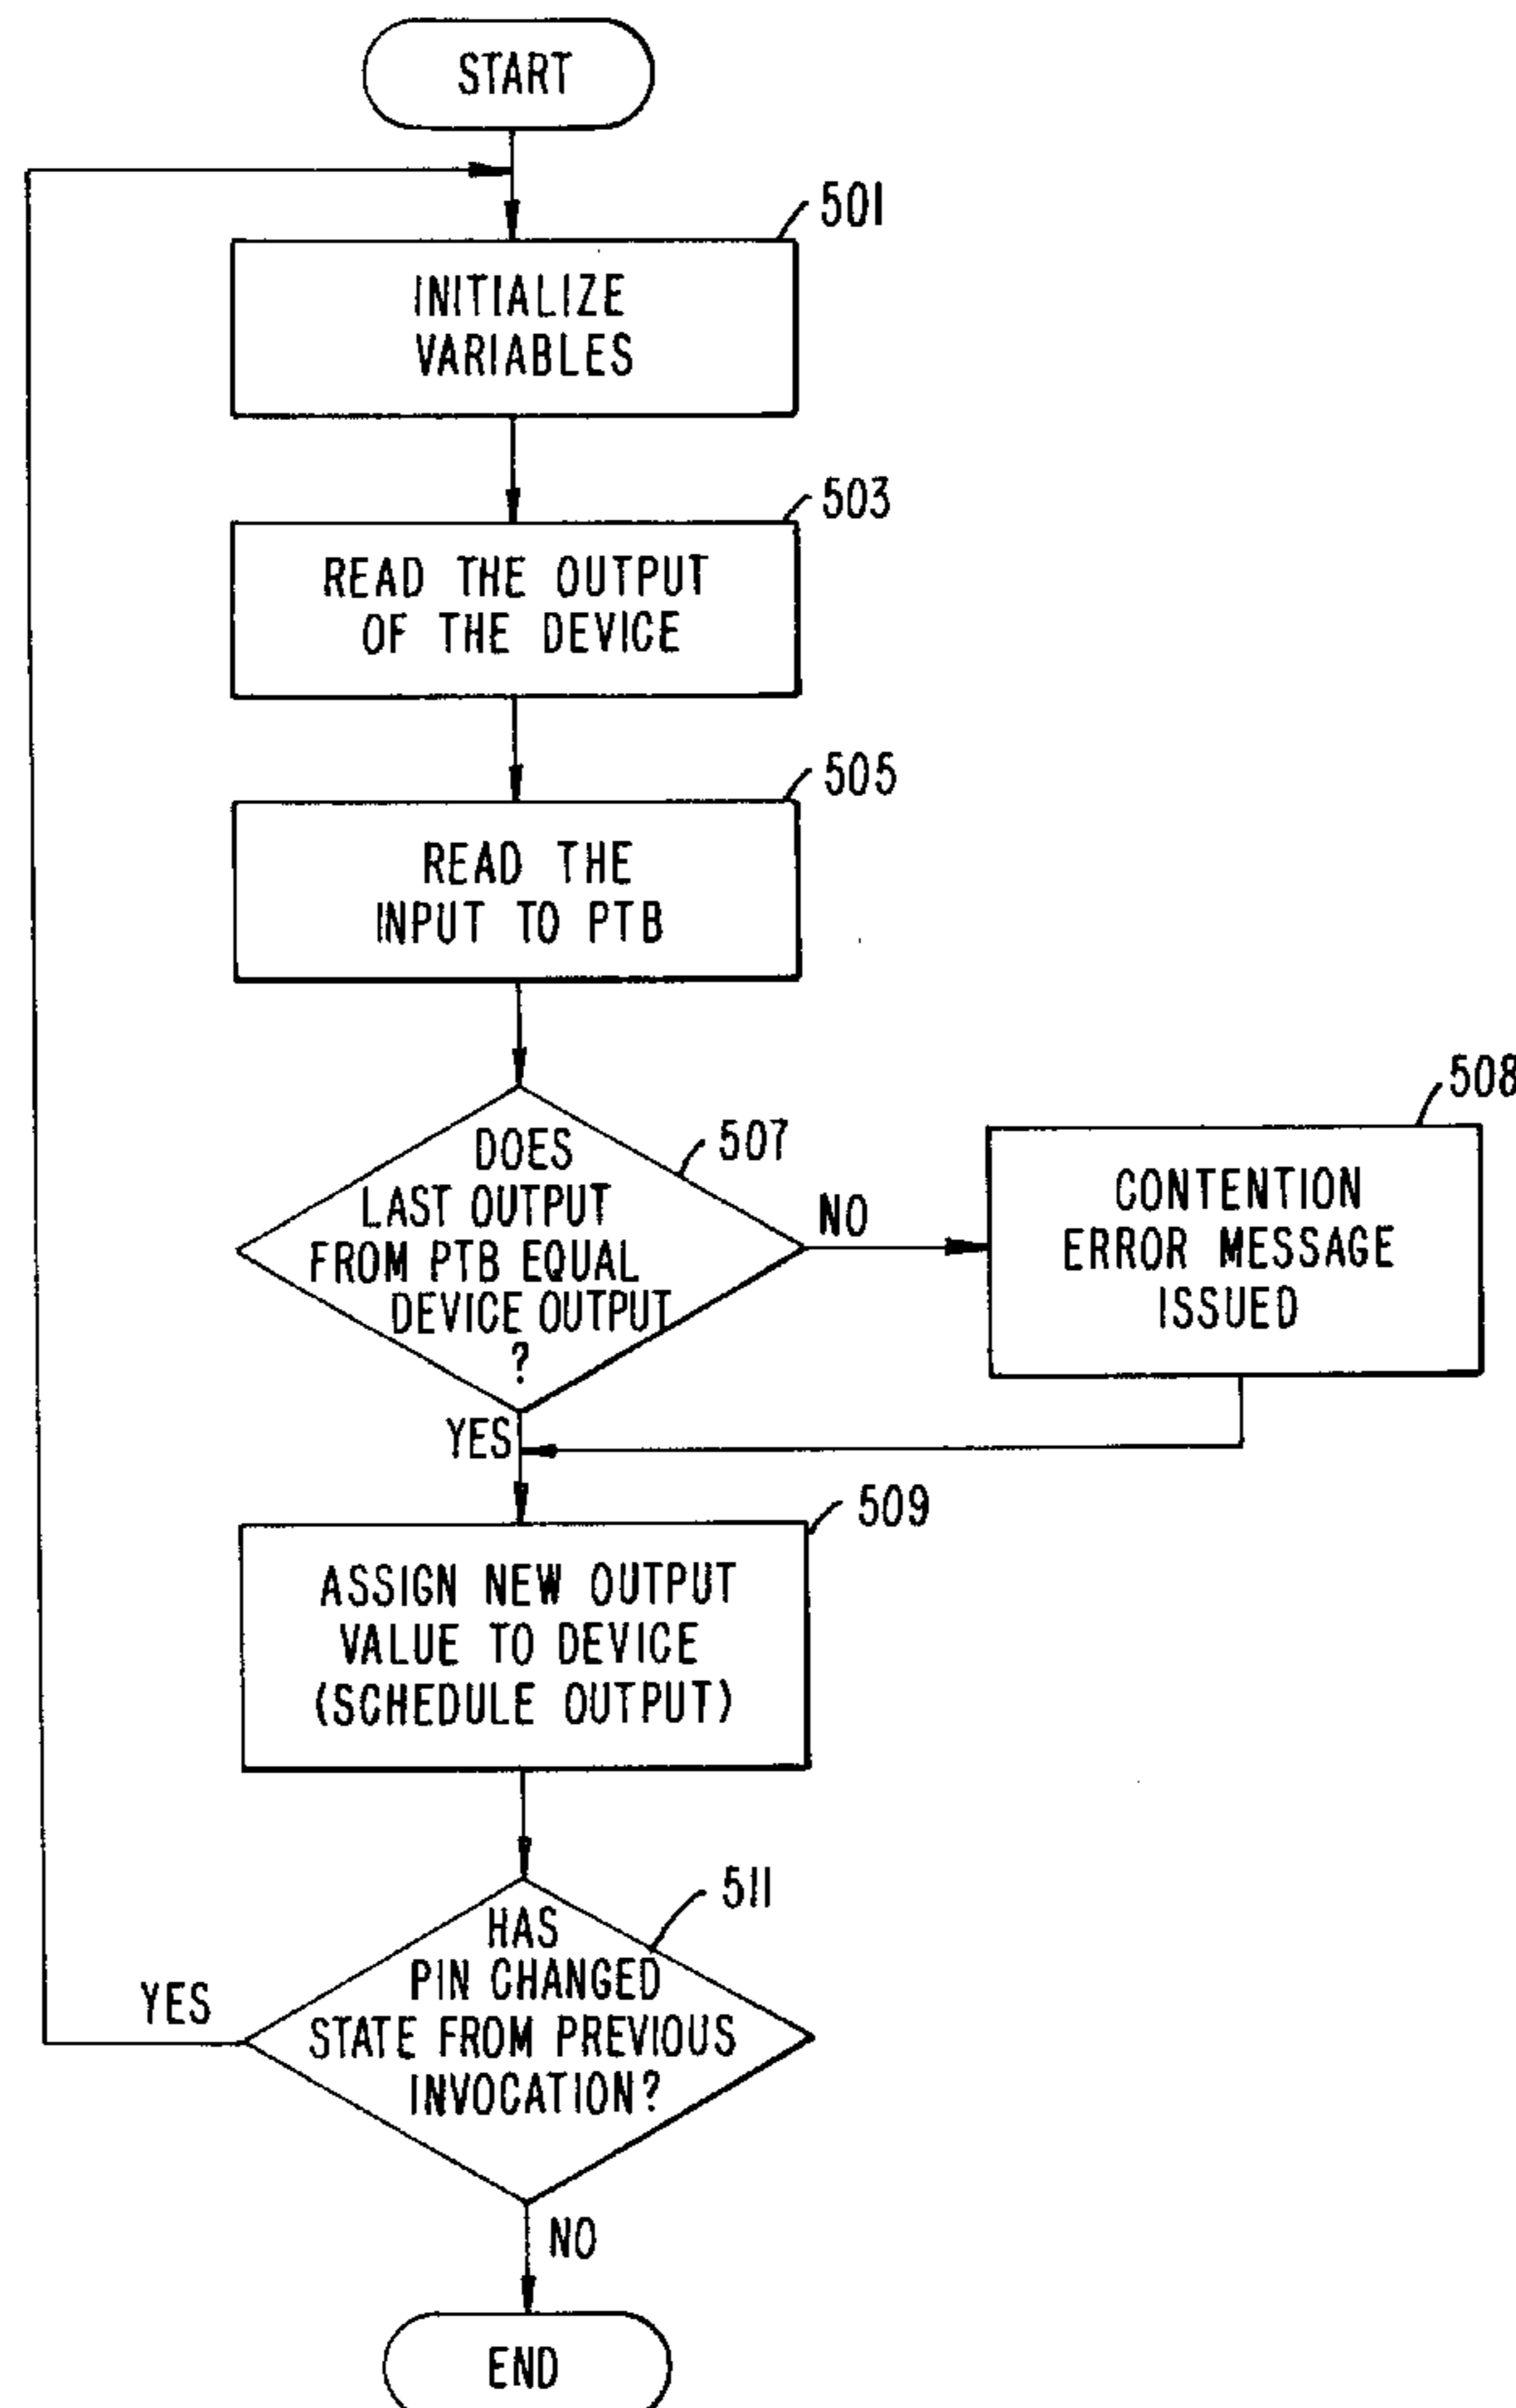 START
501
INITIALIZE
VARIABLES
503
READ THE OUTPUT
OF THE DEVICE
505
READ THE
INPUT TO PTB
507
DOES
LAST OUTPUT
FROM PTB EQUAL
DEVICE OUTPUT
?
NO
508
CONTENTION
ERROR MESSAGE
ISSUED
YES
509
ASSIGN NEW OUTPUT
VALUE TO DEVICE
(SCHEDULE OUTPUT)
511
HAS
PIN CHANGED
STATE FROM PREVIOUS
INVOCATION?
YES
NO
END